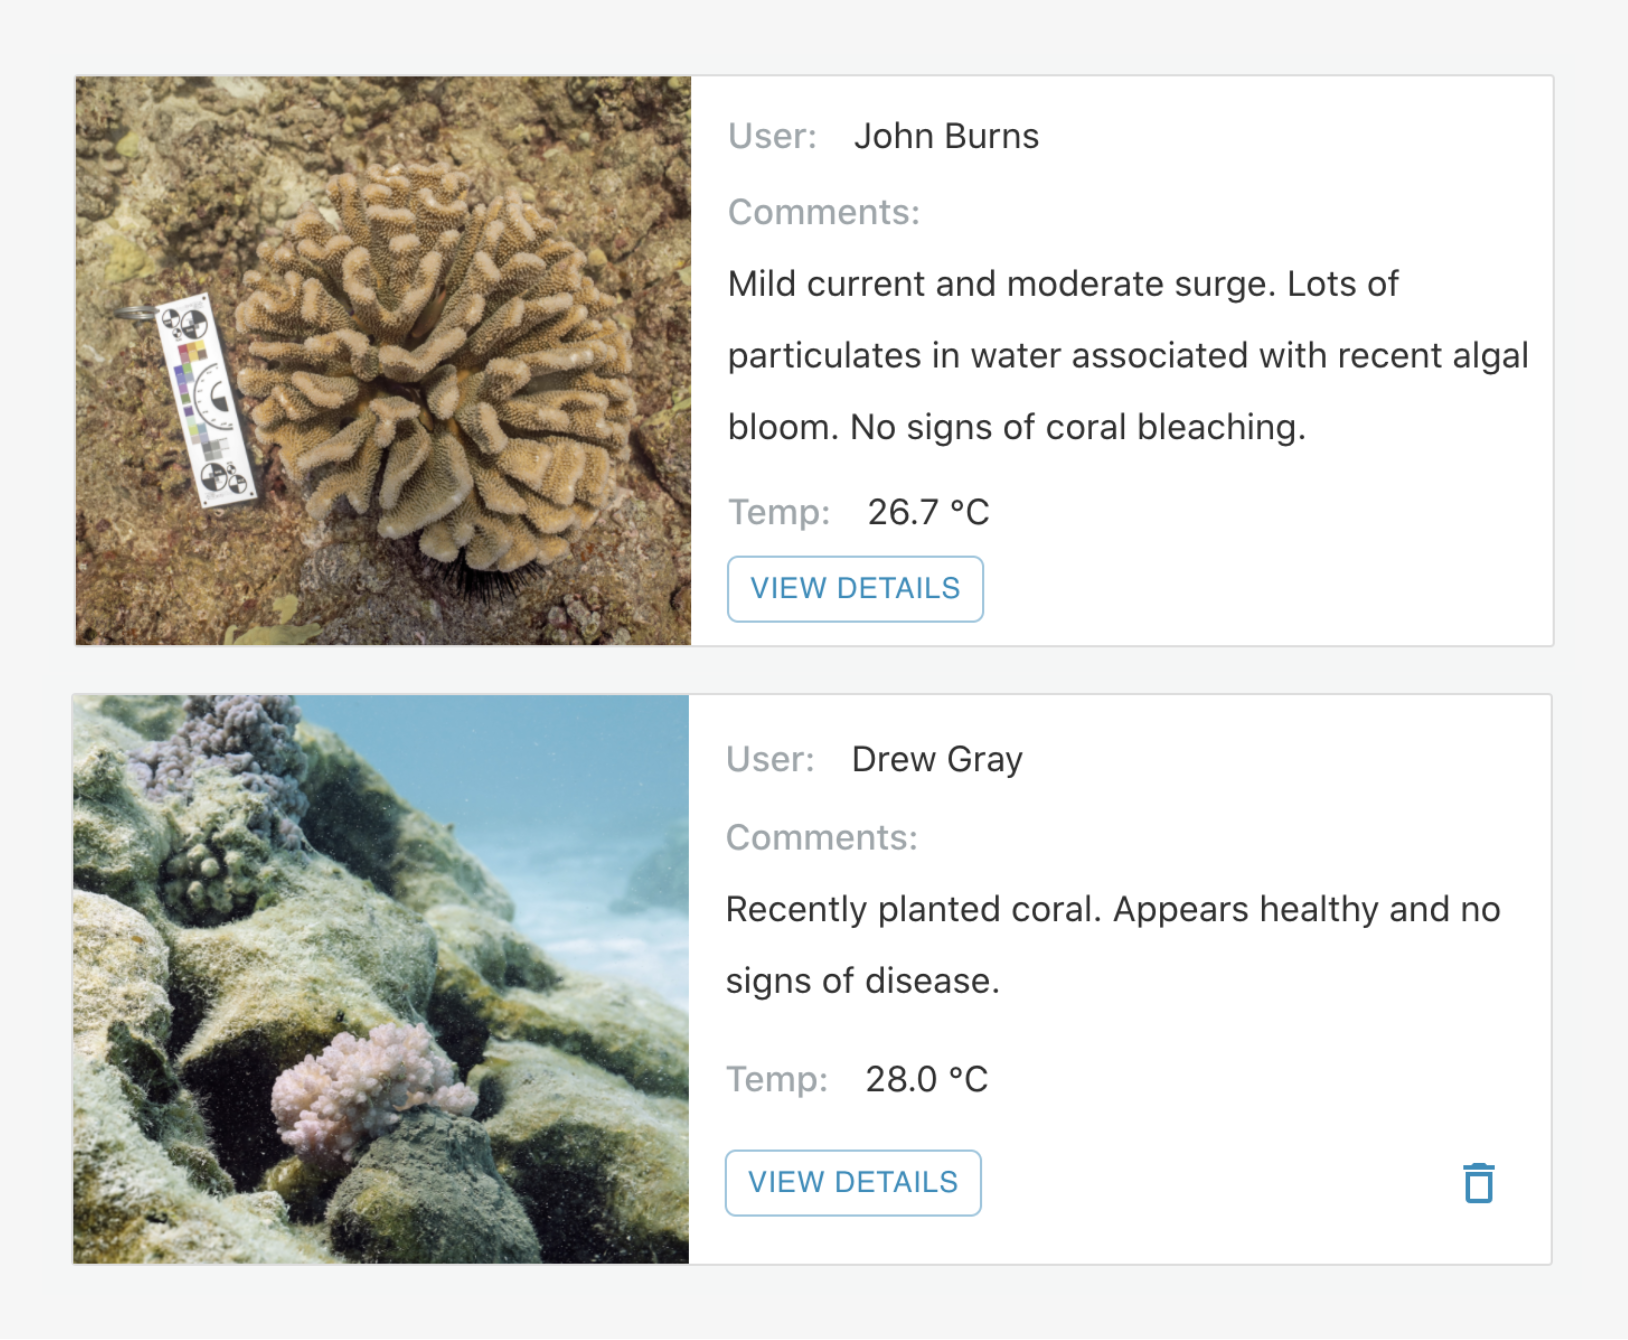 User: John Burns
Comments:
Mild current and moderate surge. Lots of
particulates in water associated with recent algal
bloom. No signs of coral bleaching.
Temp: 26.7 °C
VIEW DETAILS
User: Drew Gray
Comments:
Recently planted coral. Appears healthy and no
signs of disease.
Temp: 28.0 °C
VIEW DETAILS